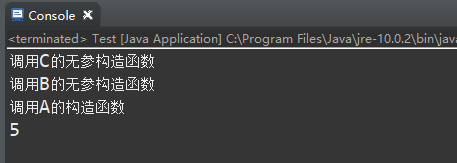 Console
<terminated> Test [Java Application] C:\Program Files\Java\jre-10.0.2\bin\java
调用C的无参构造函数
调用B的无参构造函数
调用A的构造函数
5